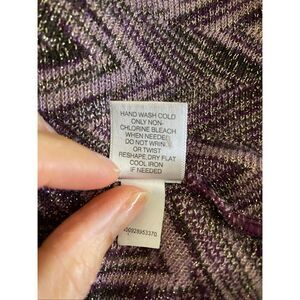 HAND WASH COLD
ONLY NON-
CHLORINE BLEACH
WHEN NEEDED
DO NOT WRING
OR TWIST
RESHAPE,DRY FLAT
COOL IRON
IF NEEDED
00928953370